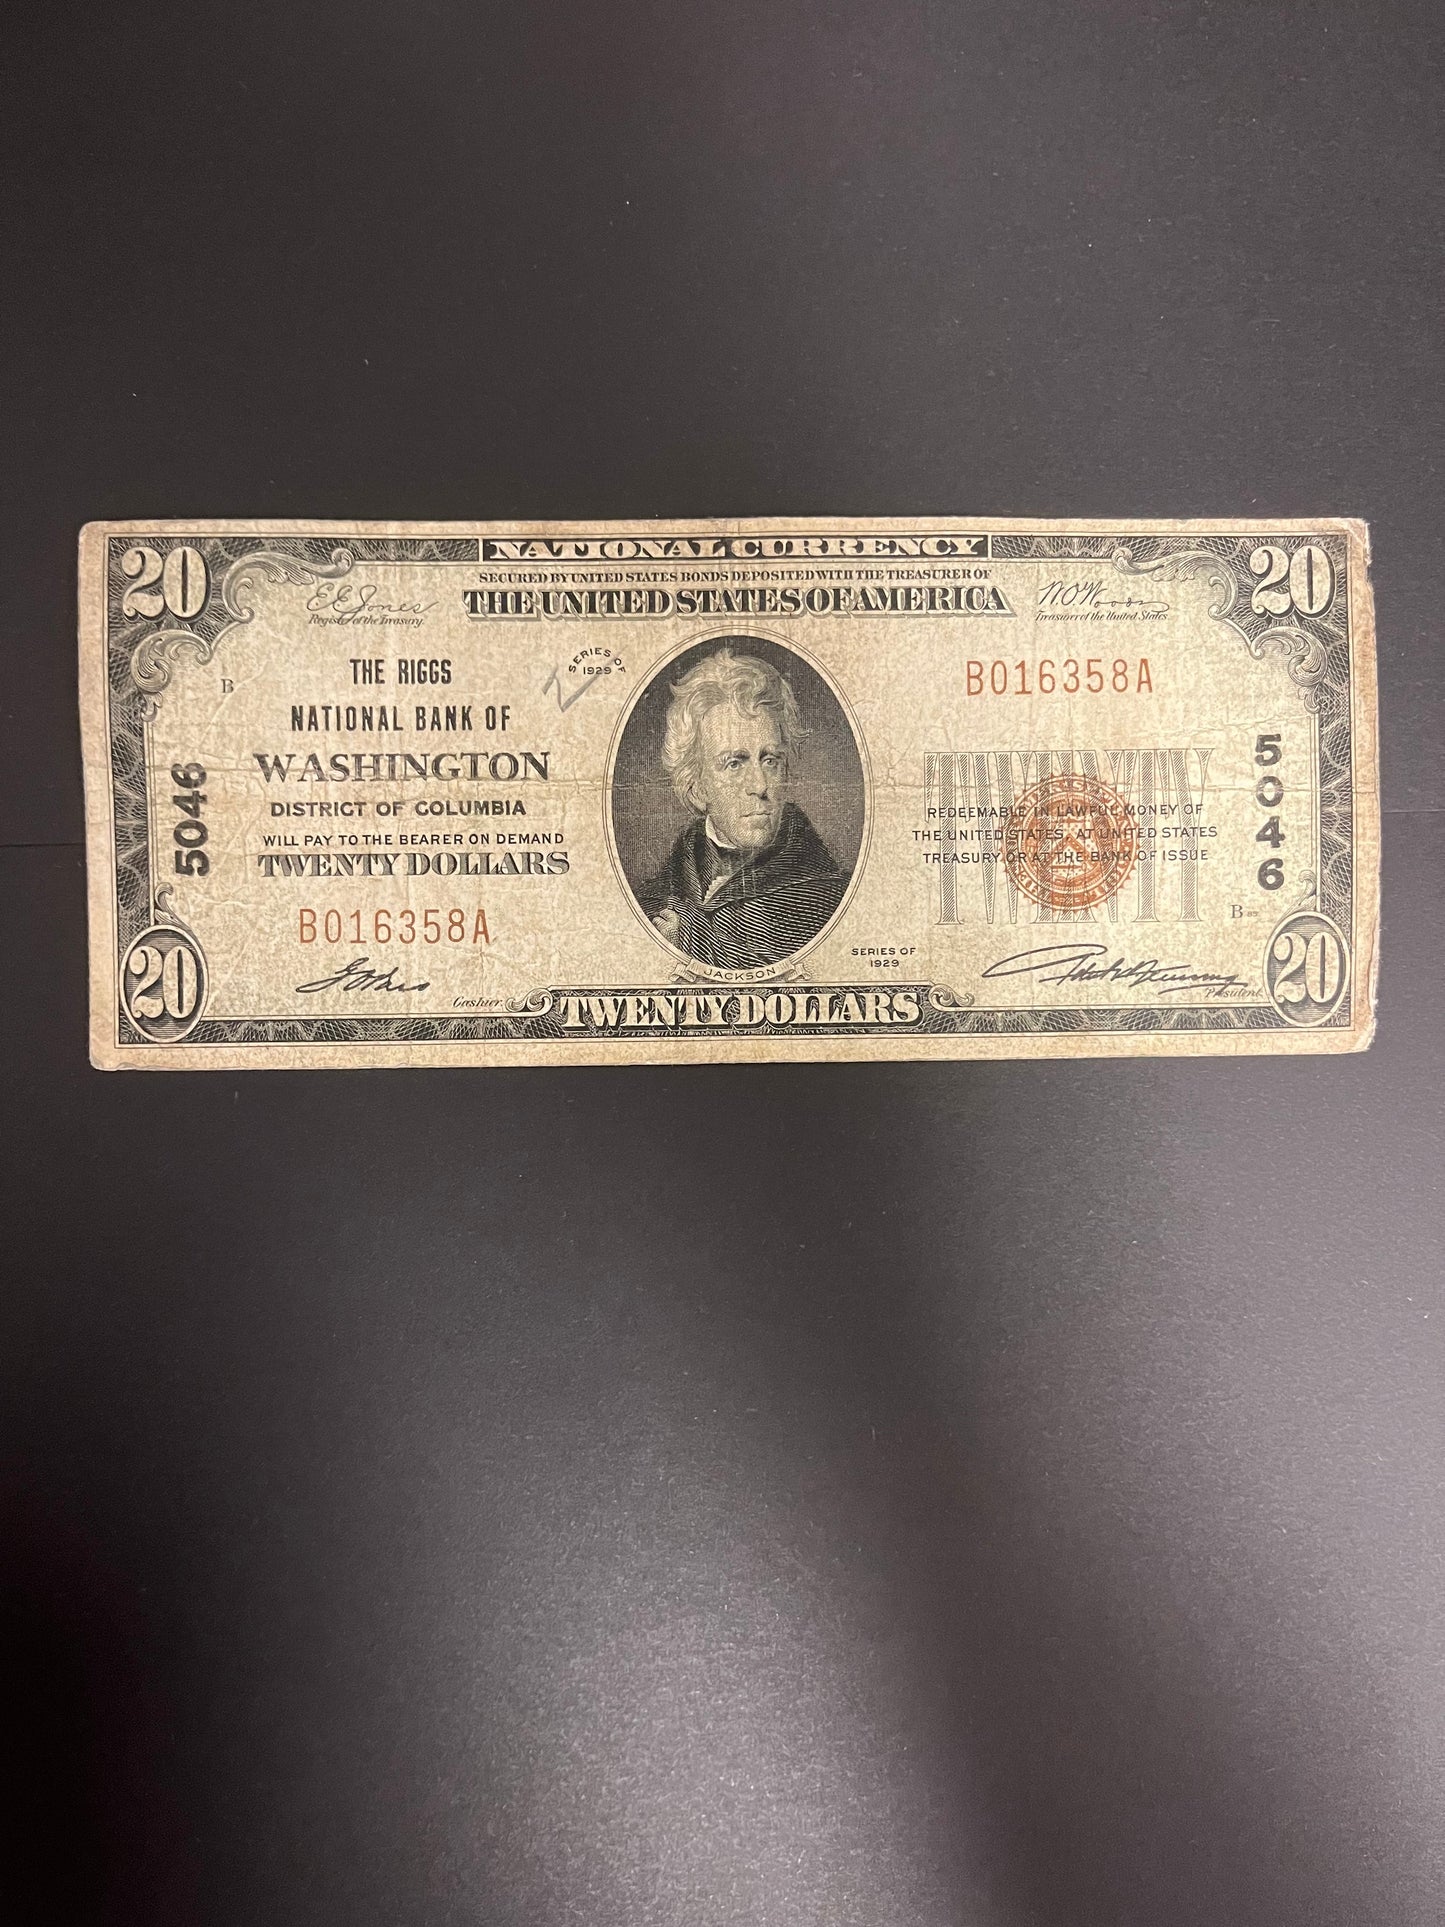 NATIONAL CURRENCY
20
20
SECURED BY UNITED STATES BONDS DEPOSITED WITH THE TREASURER OF
THE UNITED STATES OF AMERICA
E E Jones
Register of the Treasury.
W. O. Woods
Treasurer of the United States
THE RIGGS
NATIONAL BANK OF
WASHINGTON
DISTRICT OF COLUMBIA
WILL PAY TO THE BEARER ON DEMAND
TWENTY DOLLARS
B016358A
Cashier.
B
5046
SERIES OF
1929
JACKSON
B016358A
TWENTY
REDEEMABLE IN LAWFUL MONEY OF
THE UNITED STATES, AT UNITED STATES
TREASURY, OR AT THE BANK OF ISSUE
5046
B
SERIES OF
1929
President.
20
TWENTY DOLLARS
20